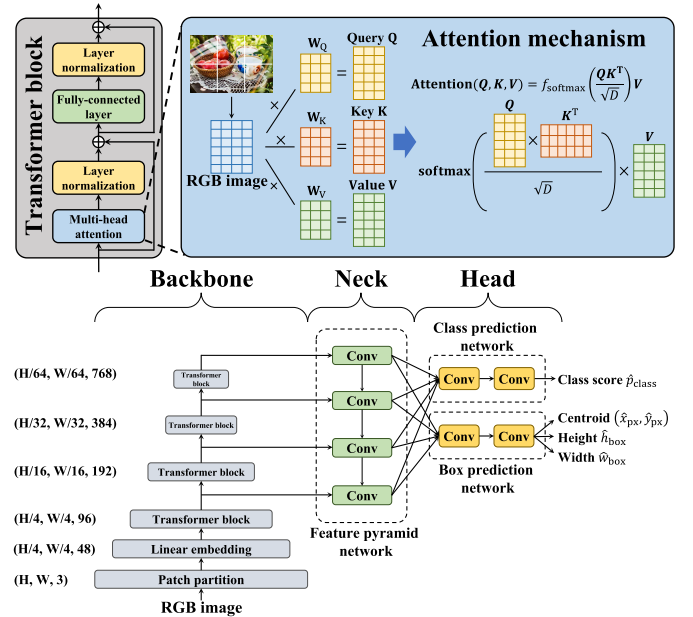 Transformer block
Layer
normalization
Fully-connected
layer
Layer
normalization
Multi-head
attention
Attention mechanism
RGB image
×
×
×
W_Q
=
Query Q
W_K
=
Key K
W_V
=
Value V
Attention(Q, K, V) = f_softmax (QK^T / √D) V
softmax
Q
×
K^T
√D
×
V
Backbone
Neck
Head
(H/64, W/64, 768)
(H/32, W/32, 384)
(H/16, W/16, 192)
(H/4, W/4, 96)
(H/4, W/4, 48)
(H, W, 3)
Transformer
block
Transformer block
Transformer block
Transformer block
Linear embedding
Patch partition
RGB image
Conv
Conv
Conv
Conv
Feature pyramid
network
Class prediction
network
Conv
Conv
Class score p̂_class
Conv
Conv
Box prediction
network
Centroid (x̂_px, ŷ_px)
Height ĥ_box
Width ŵ_box